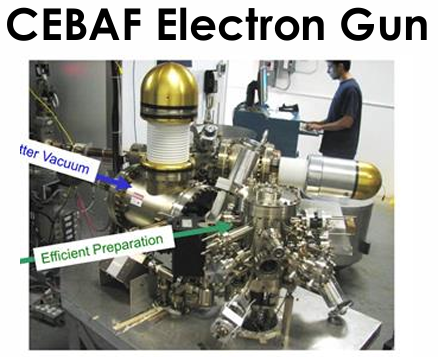 CEBAF Electron Gun
tter Vacuum
Efficient Preparation